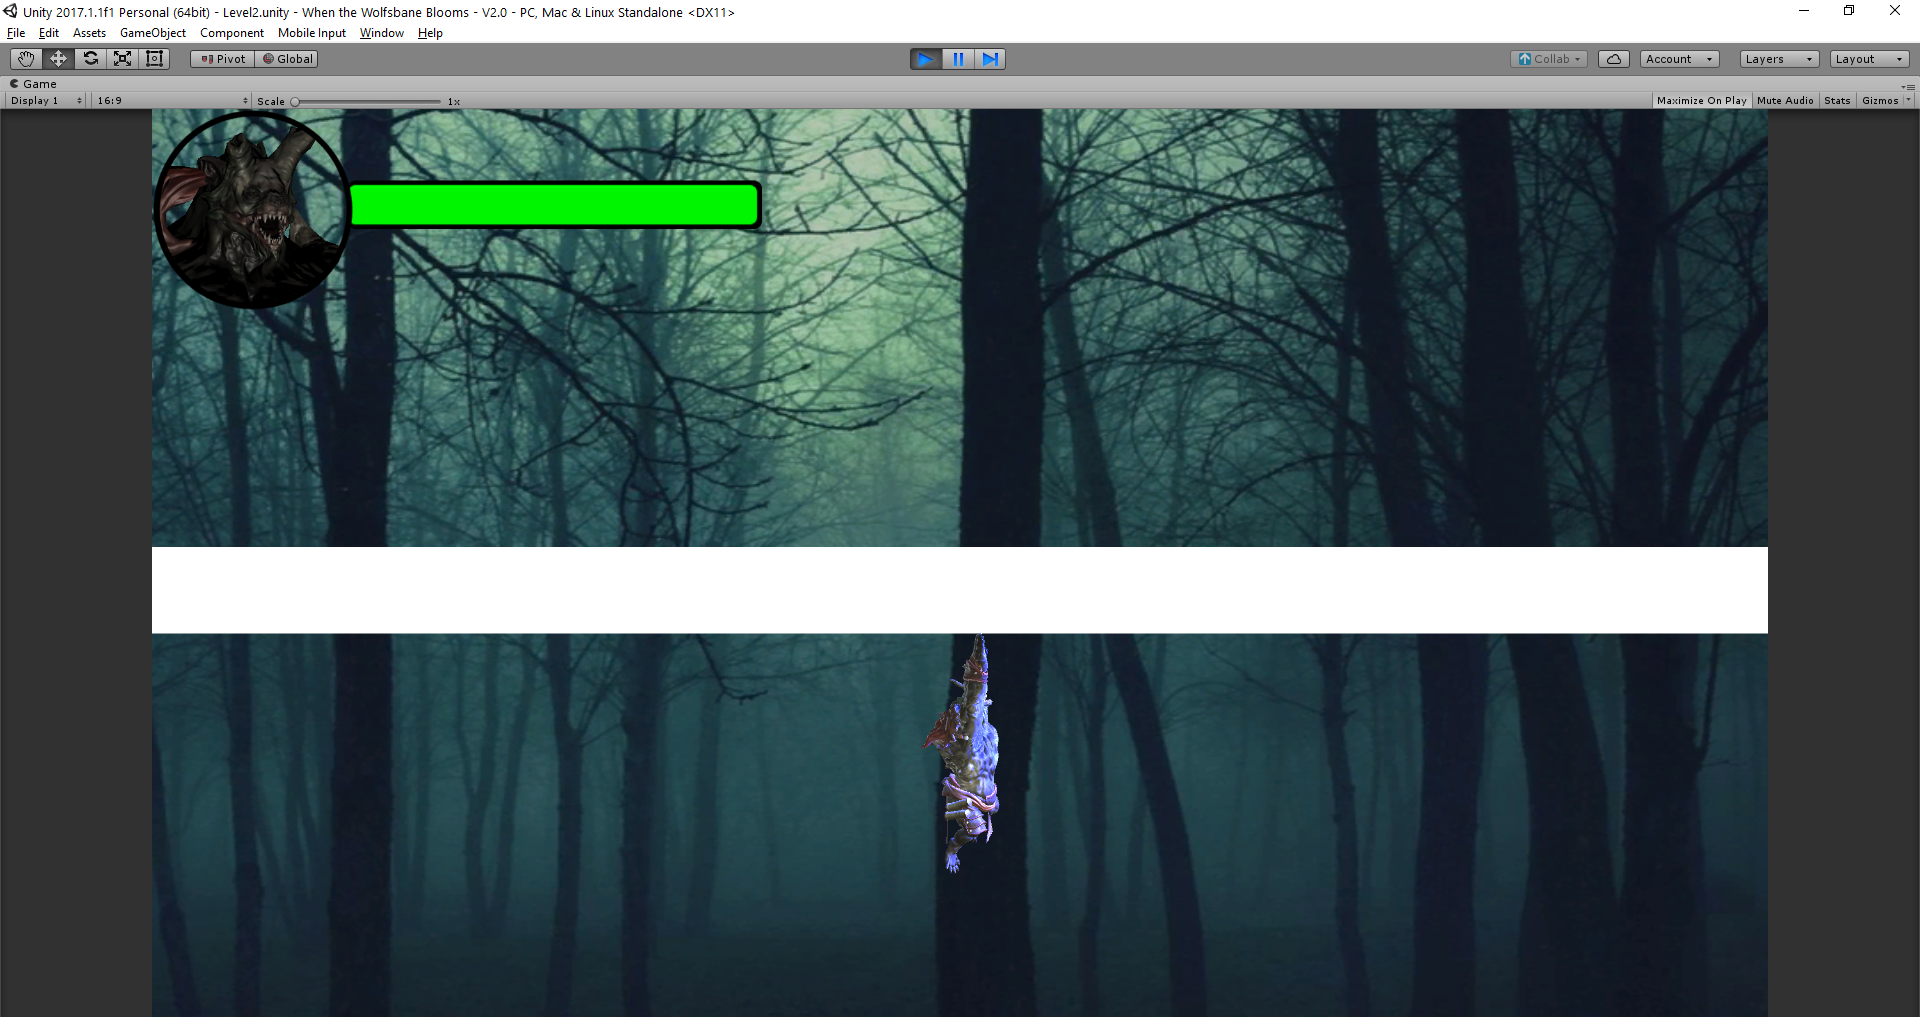 Unity 2017.1.1f1 Personal (64bit) - Level2.unity - When the Wolfsbane Blooms - V2.0 - PC, Mac & Linux Standalone <DX11>
File Edit Assets GameObject Component Mobile Input Window Help
Pivot Global Collab Account Layers Layout
Game
Display 1 16:9 Scale 1x Maximize On Play Mute Audio Stats Gizmos